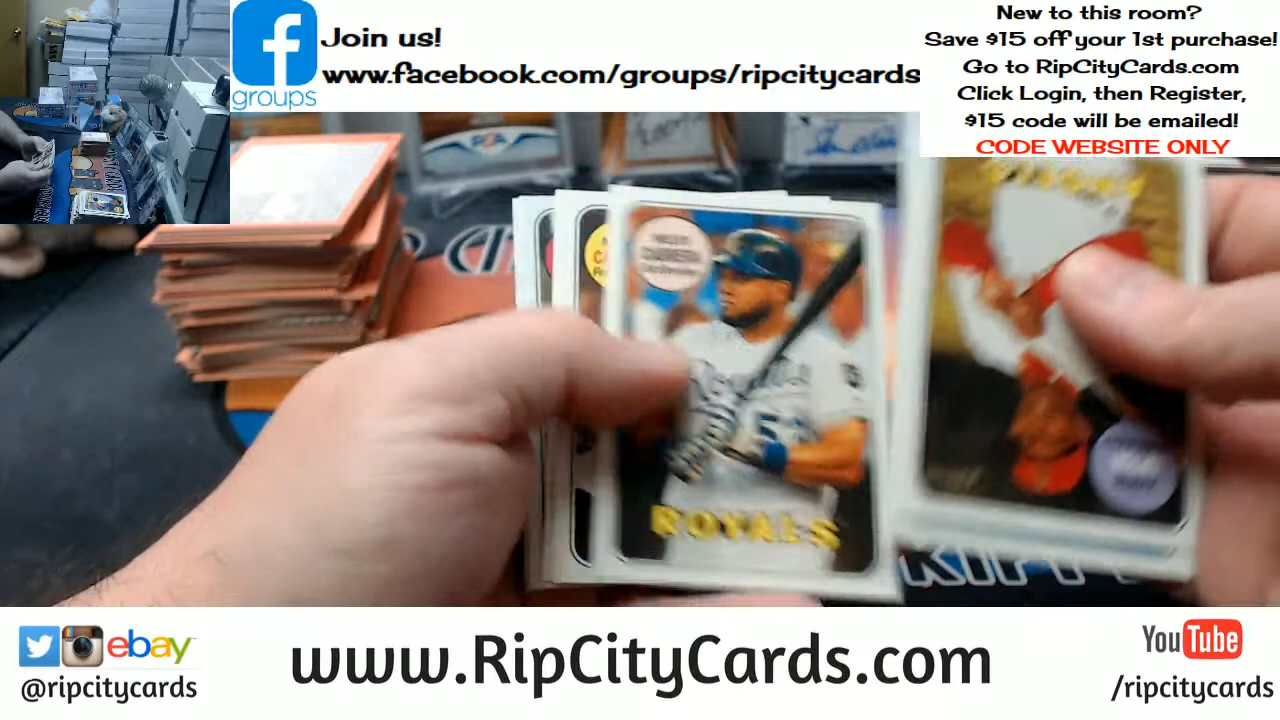 groups
Join us!
www.facebook.com/groups/ripcitycards
New to this room?
Save $15 off your 1st purchase!
Go to RipCityCards.com
Click Login, then Register,
$15 code will be emailed!
CODE WEBSITE ONLY
PSA
ROYALS
ebay
@ripcitycards
www.RipCityCards.com
YouTube
/ripcitycards